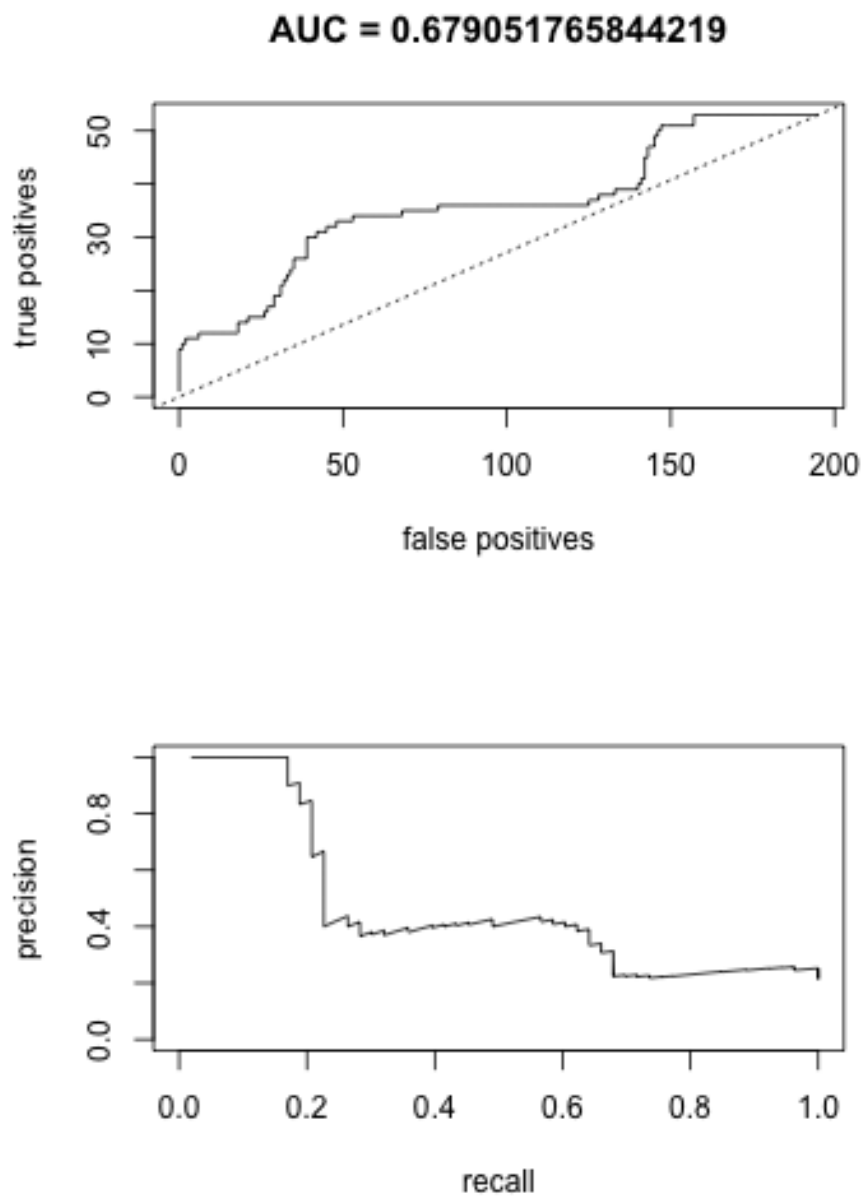 AUC = 0.679051765844219
true positives
50
30
10
0
0 50 100 150 200
false positives
precision
0.8
0.4
0.0
0.0 0.2 0.4 0.6 0.8 1.0
recall